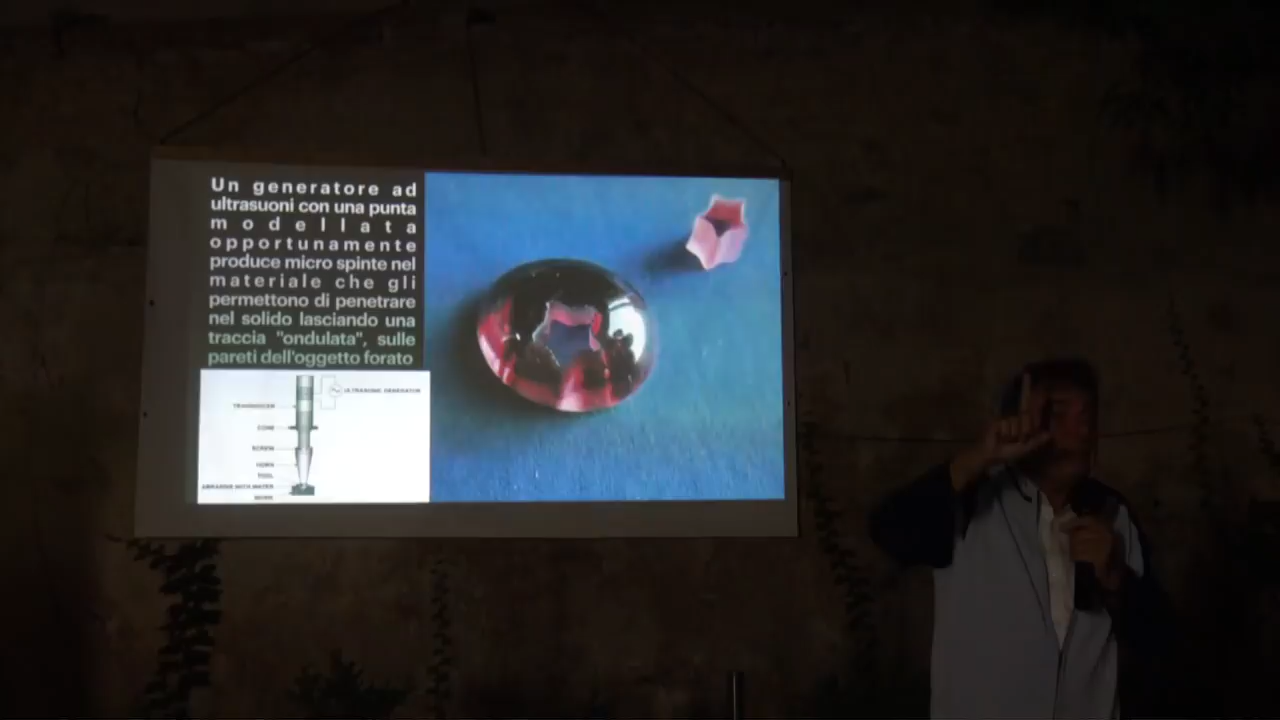 Un generatore ad
ultrasuoni con una punta
modellata
opportunamente
produce micro spinte nel
materiale che gli
permettono di penetrare
nel solido lasciando una
traccia "ondulata", sulle
pareti dell'oggetto forato
ULTRASONIC GENERATOR
TRANSDUCER
CONE
SCREW
HORN
TOOL
ABRASIVE WITH WATER
WORK